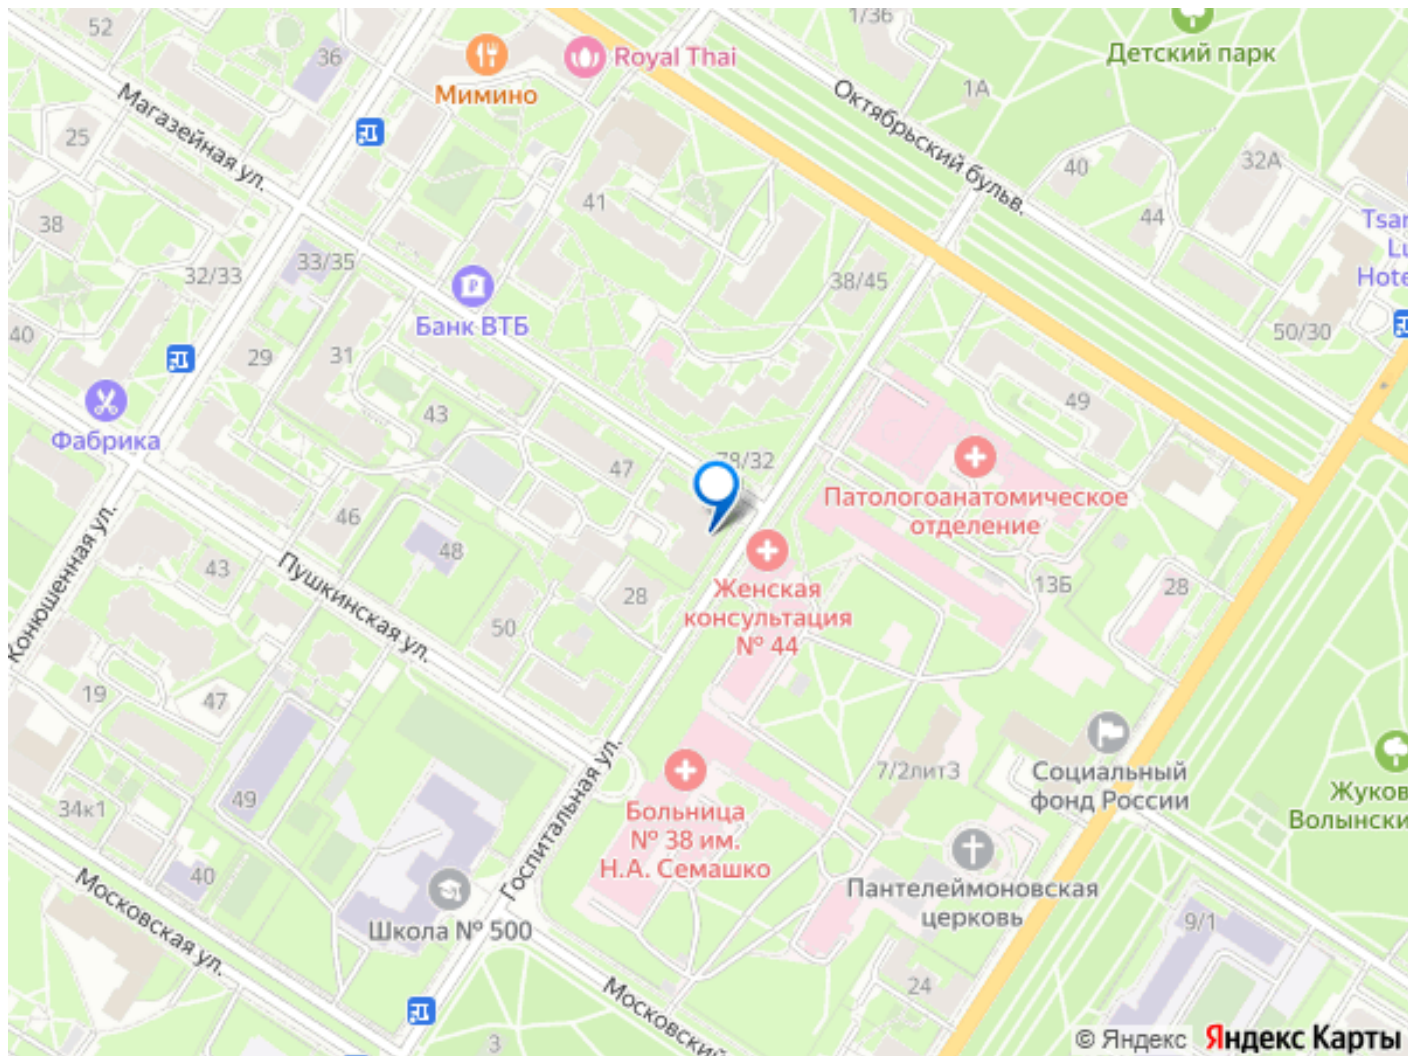 52
1/36
36
Мимино
Royal Thai
Детский парк
1А
Октябрьский бульв.
Магазейная ул.
25
40
32А
44
41
38
Tsar
Lu
Hote
33/35
32/33
38/45
Банк ВТБ
50/30
40
29
31
49
43
Фабрика
47
78/32
Патологоанатомическое
отделение
46
48
Конюшенная ул.
43
Пушкинская ул.
28
Женская
консультация
№ 44
13Б
28
50
19
47
Социальный
фонд России
7/2лит3
Жуков
Волынски
49
34к1
Больница
№ 38 им.
Н.А. Семашко
Госпитальная ул.
40
Московская ул.
Школа № 500
Пантелеймоновская
церковь
9/1
24
Московский
3
© Яндекс Яндекс Карты